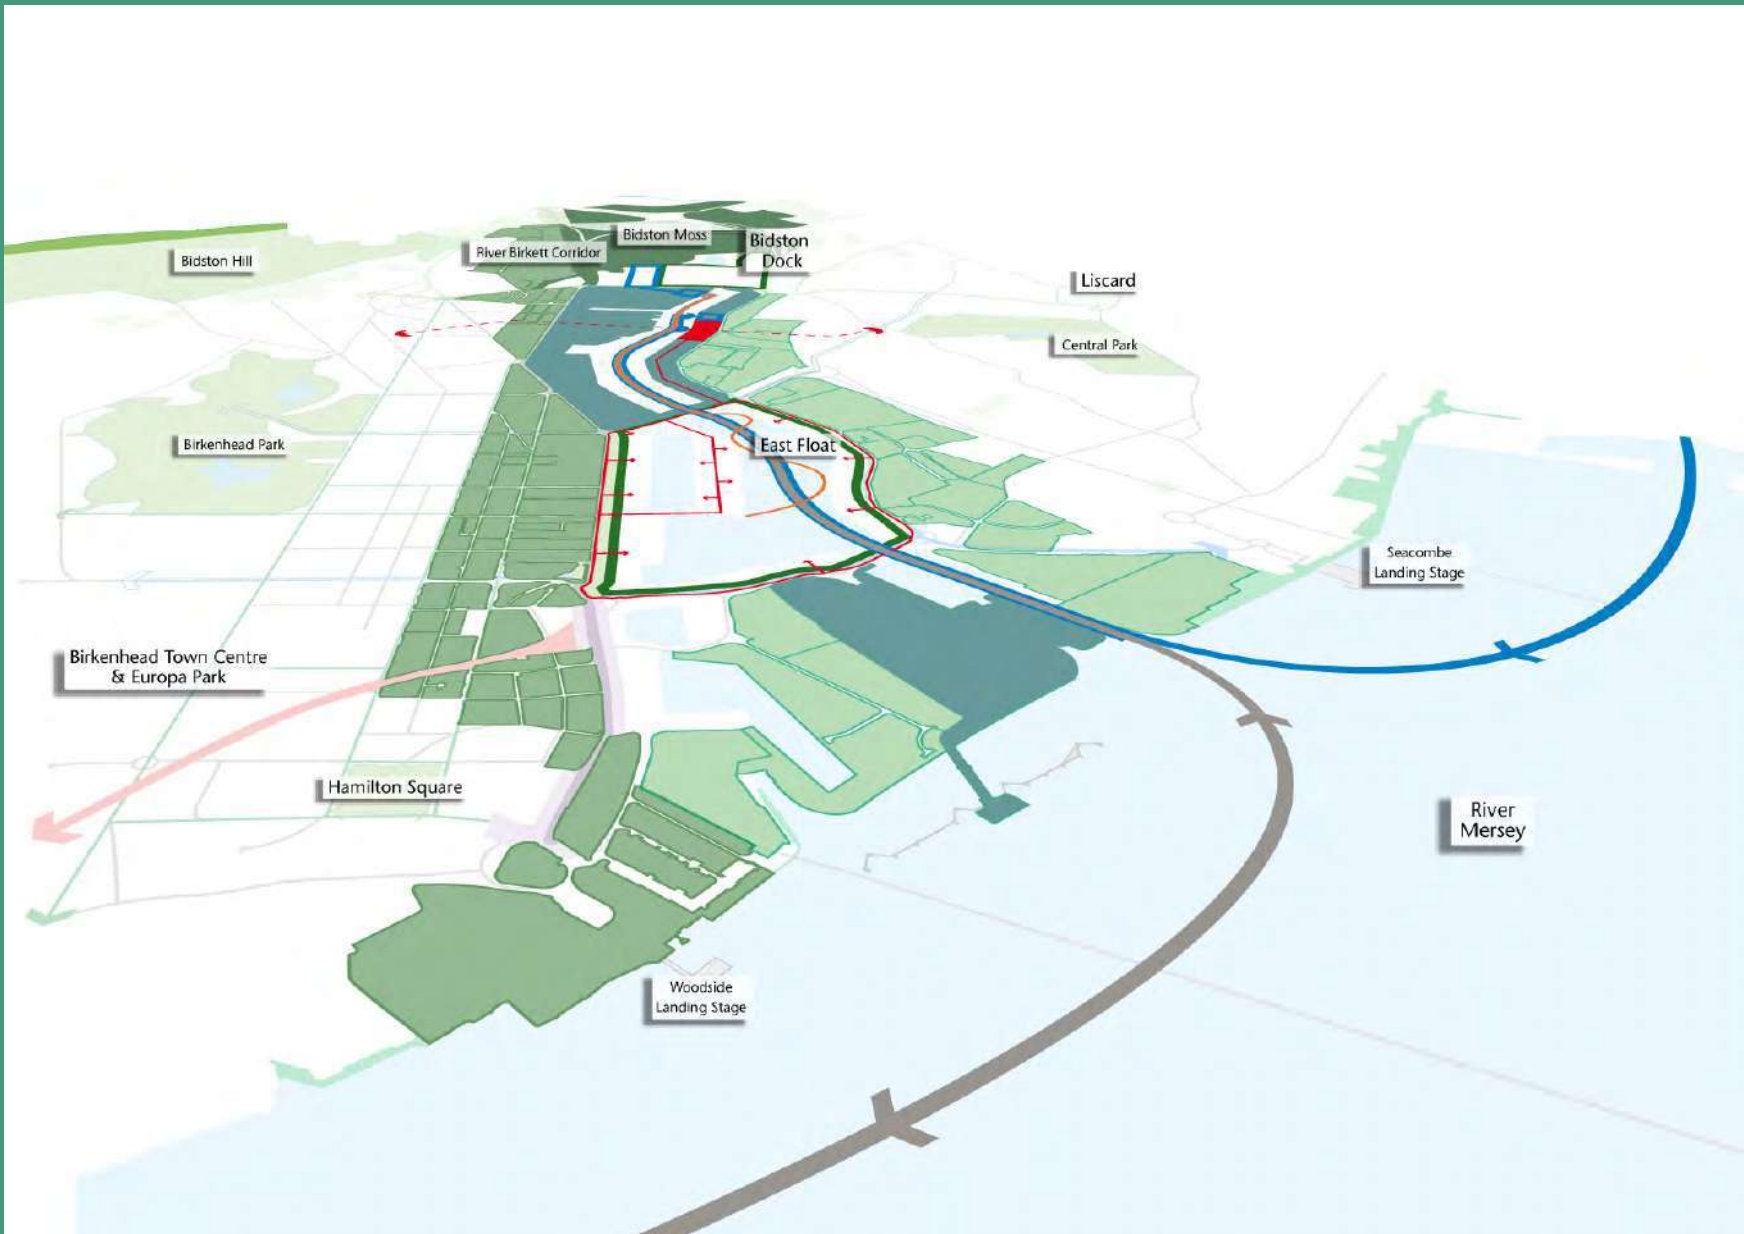 Bidston Moss
Bidston
Dock
River Birkett Corridor
Bidston Hill
Liscard
Central Park
Birkenhead Park
East Float
Seacombe
Landing Stage
Birkenhead Town Centre
& Europa Park
Hamilton Square
River
Mersey
Woodside
Landing Stage